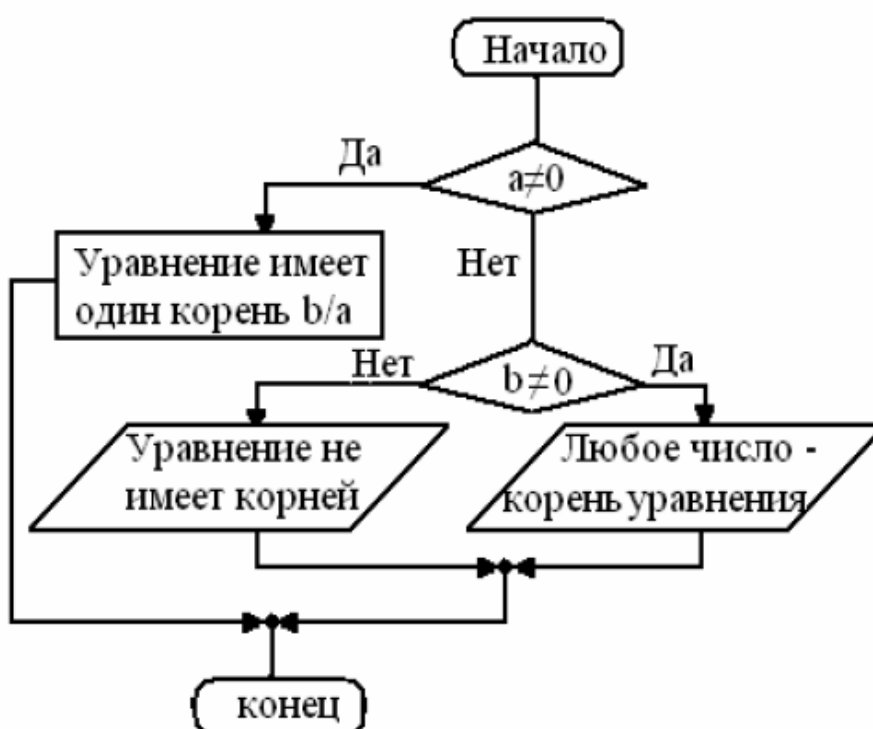 Начало
Да
a≠0
Уравнение имеет
один корень b/a
Нет
Нет
b≠0
Да
Уравнение не
имеет корней
Любое число -
корень уравнения
конец